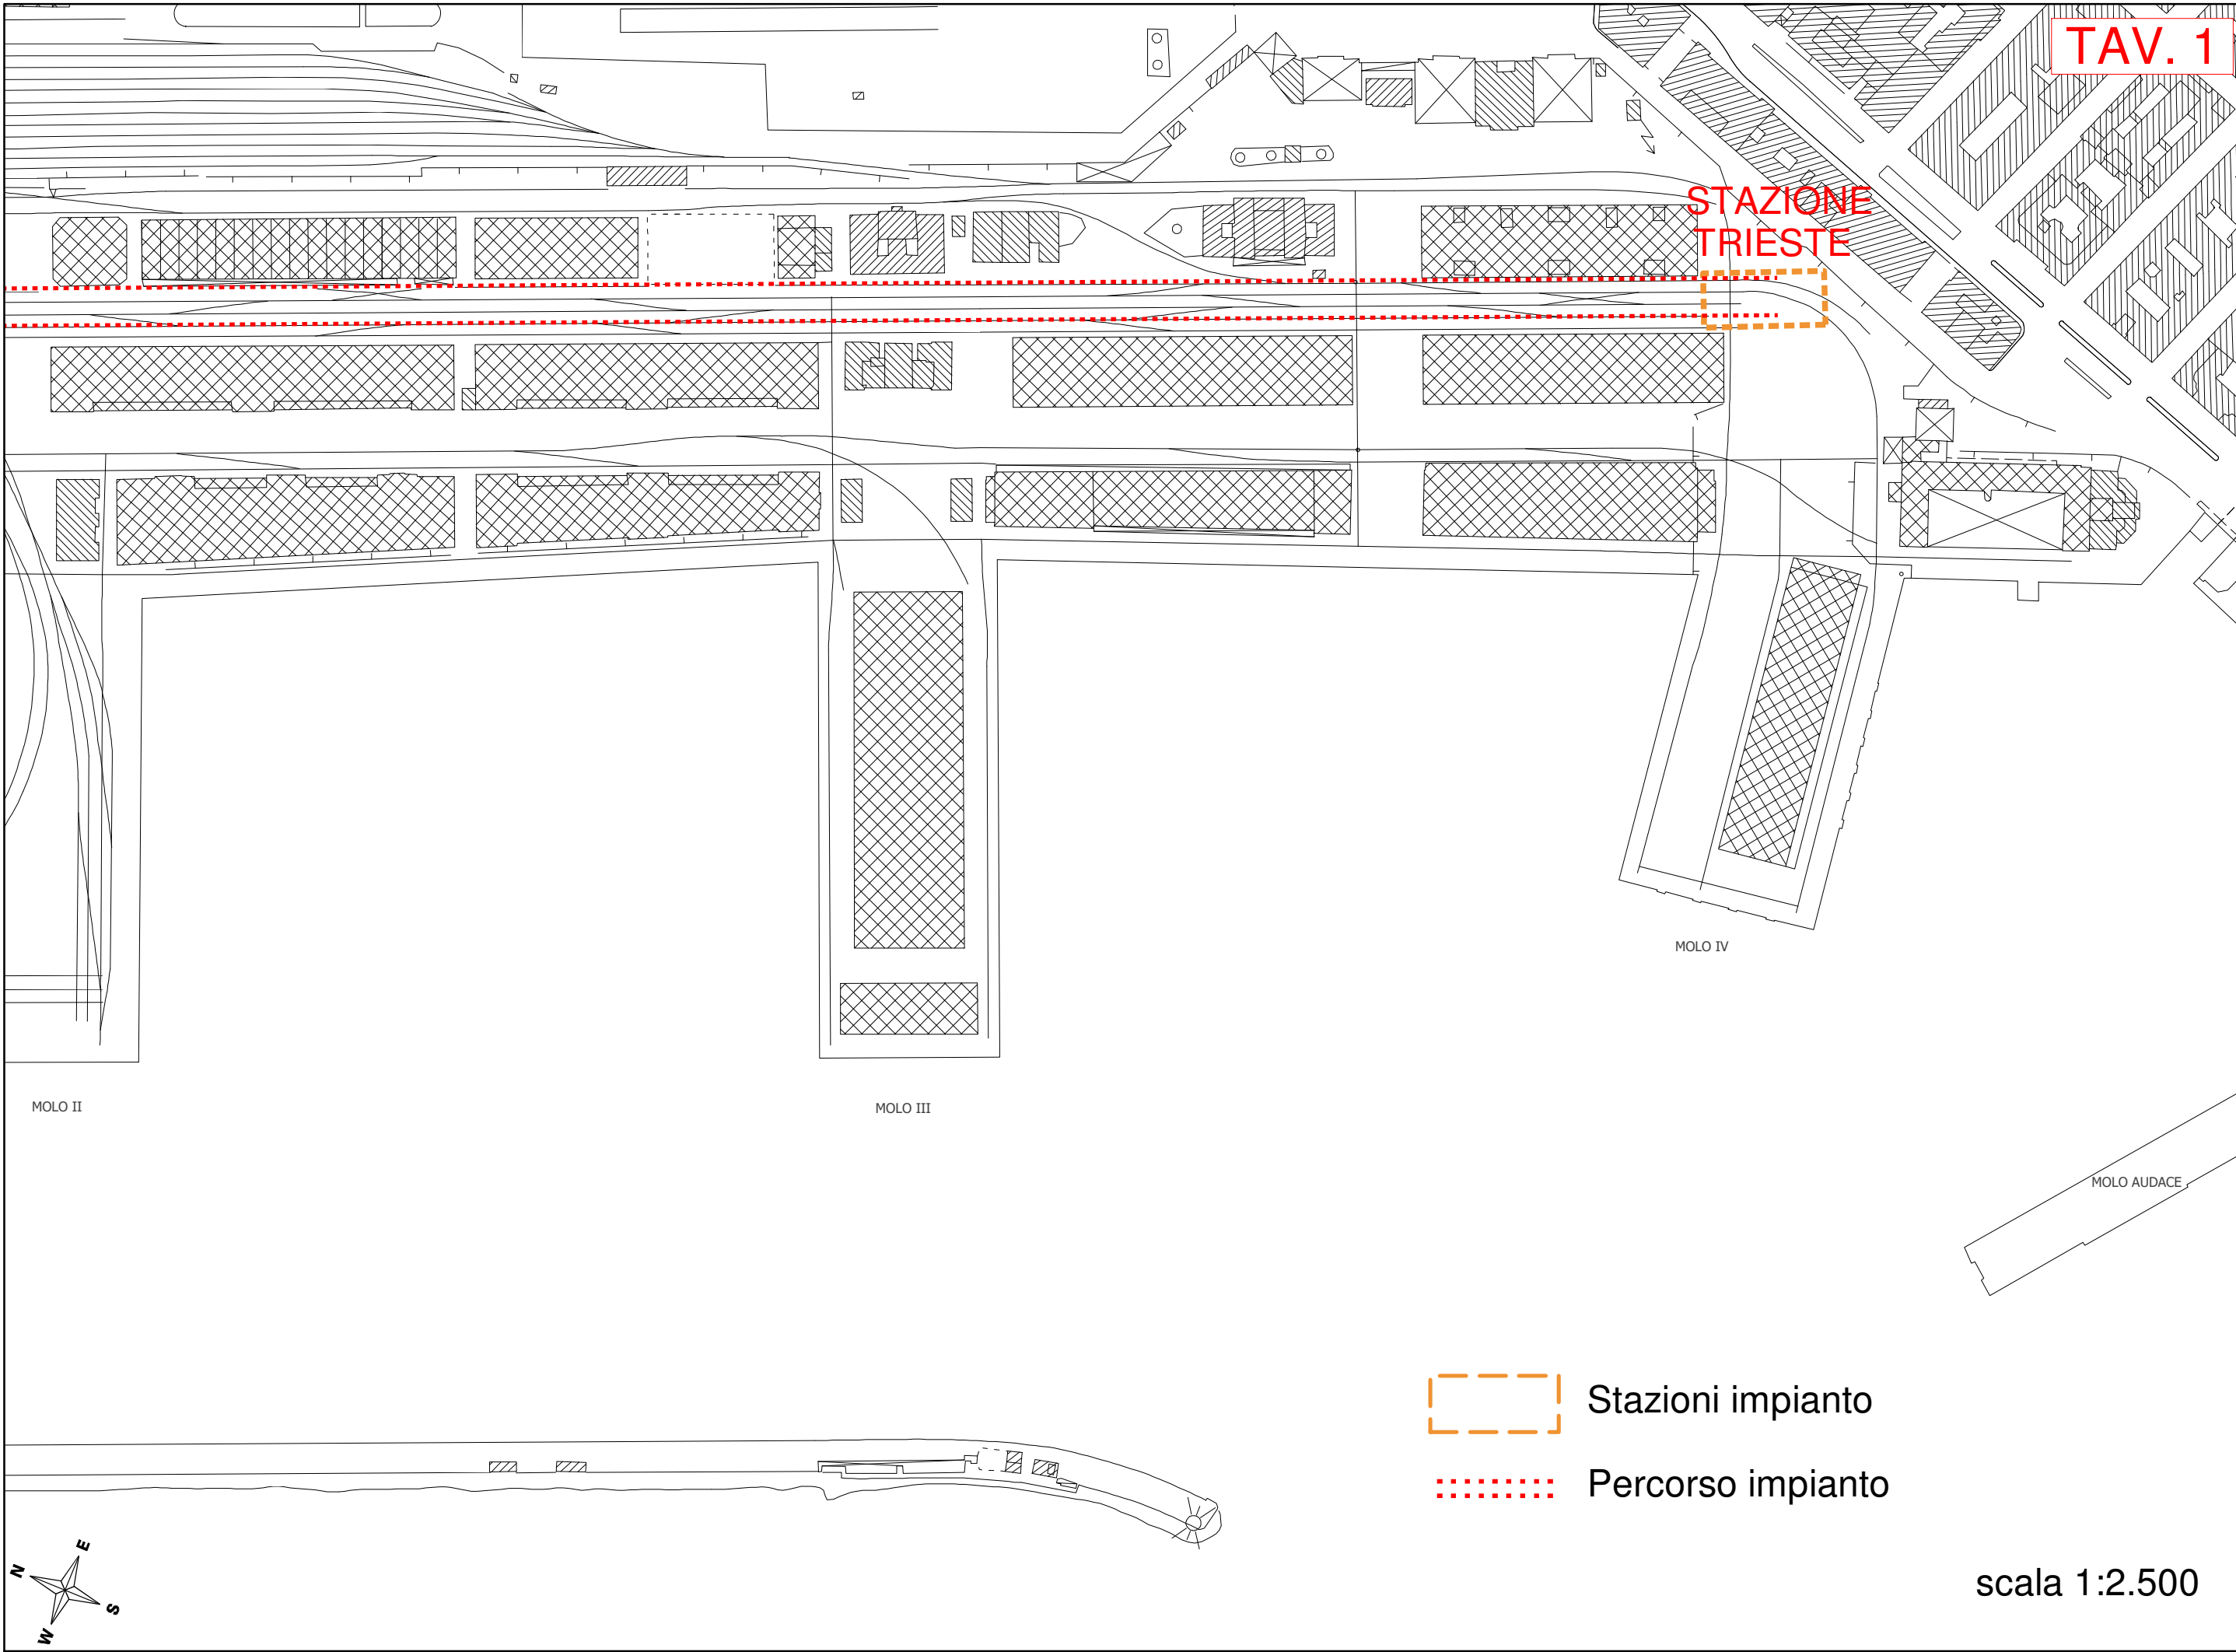 TAV. 1
STAZIONE
TRIESTE
MOLO IV
MOLO II
MOLO III
MOLO AUDACE
Stazioni impianto
Percorso impianto
N
E
S
W
scala 1:2.500